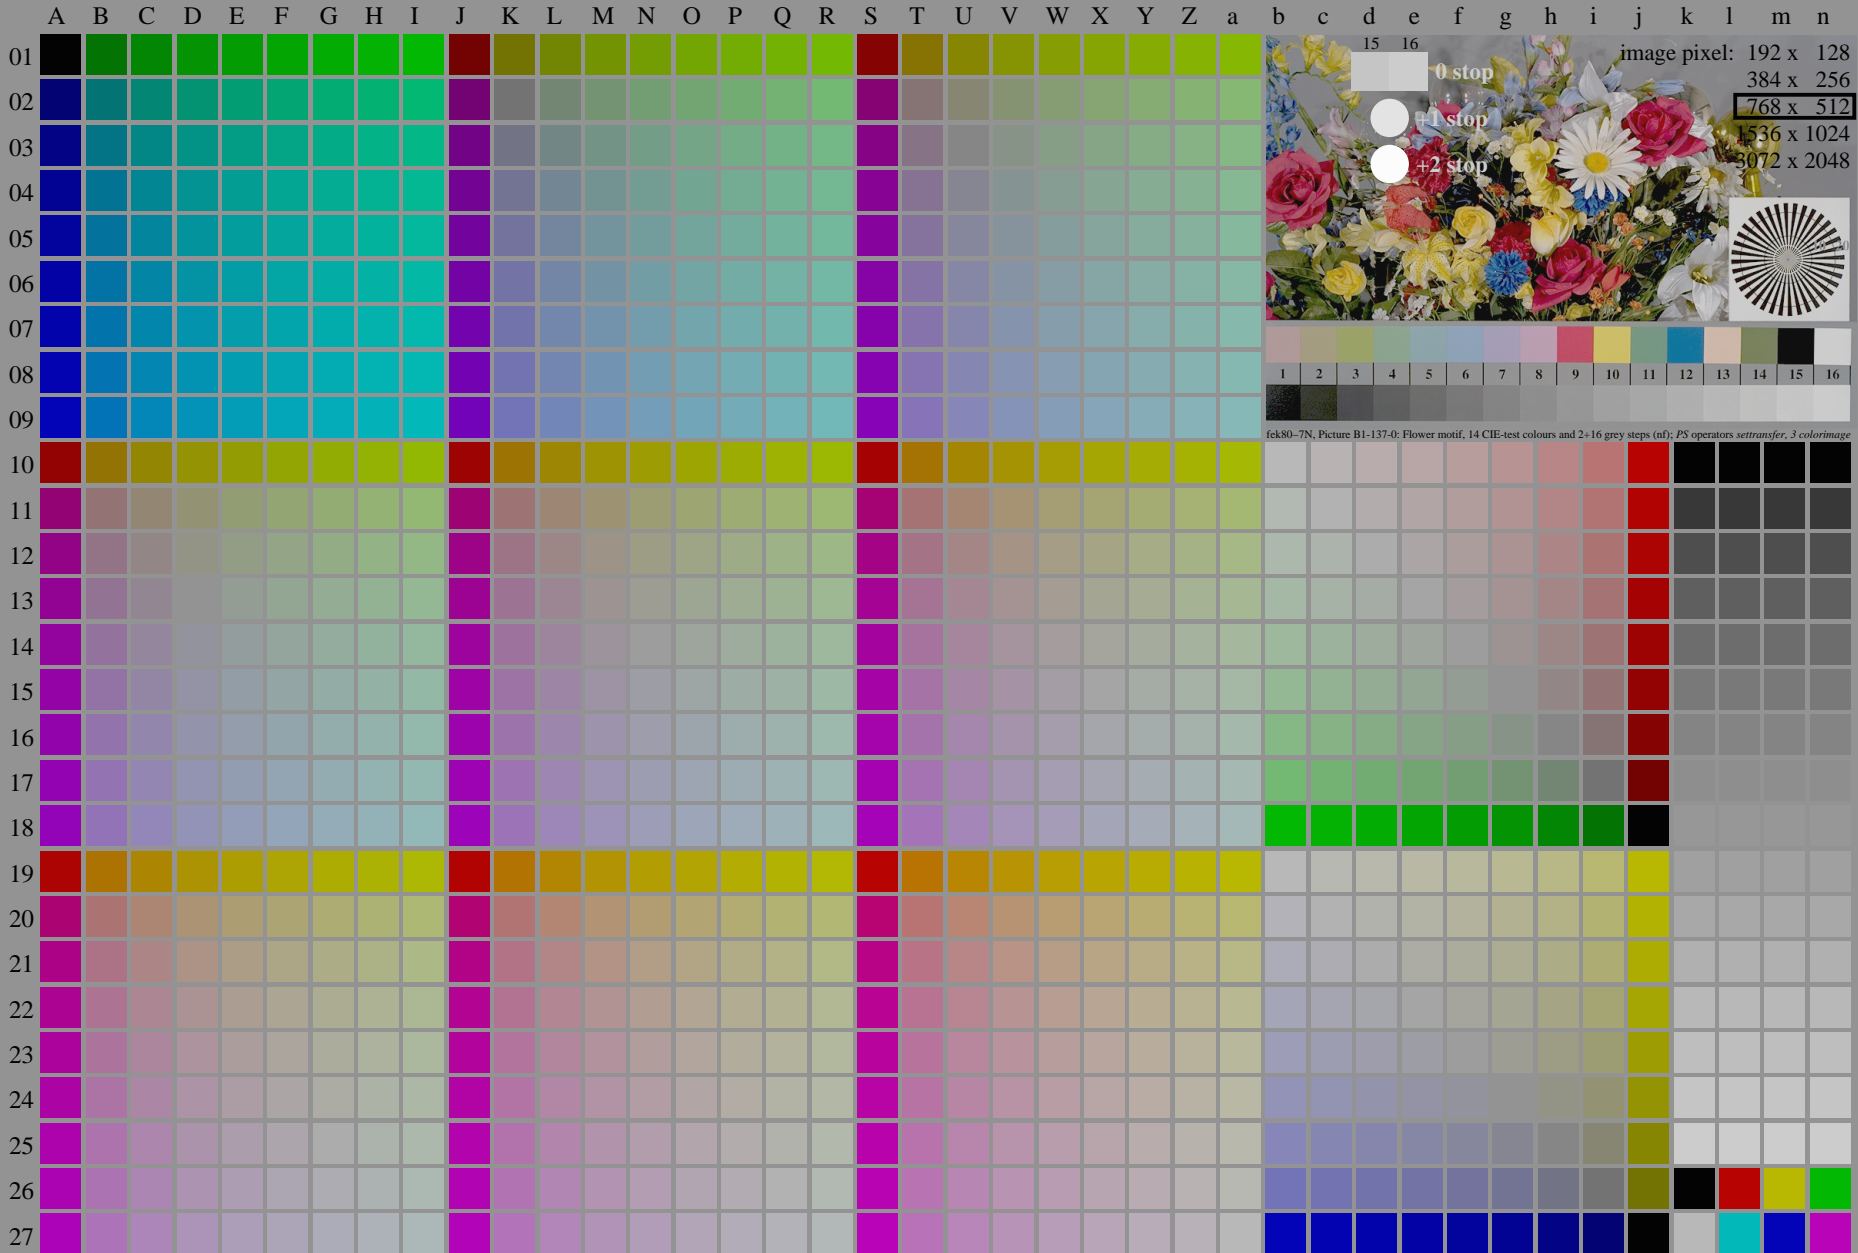 A B C D E F G H I J K L M N O P Q R S T U V W X Y Z a b c d e f g h i j k l m n
01
02
03
04
05
06
07
08
09
10
11
12
13
14
15
16
17
18
19
20
21
22
23
24
25
26
27
15 16
0 stop
+1 stop
+2 stop
image pixel: 192 x 128
384 x 256
768 x 512
1536 x 1024
3072 x 2048
1 2 3 4 5 6 7 8 9 10 11 12 13 14 15 16
fek80–7N, Picture B1-137-0: Flower motif, 14 CIE-test colours and 2+16 grey steps (nf); PS operators settransfer, 3 colorimage